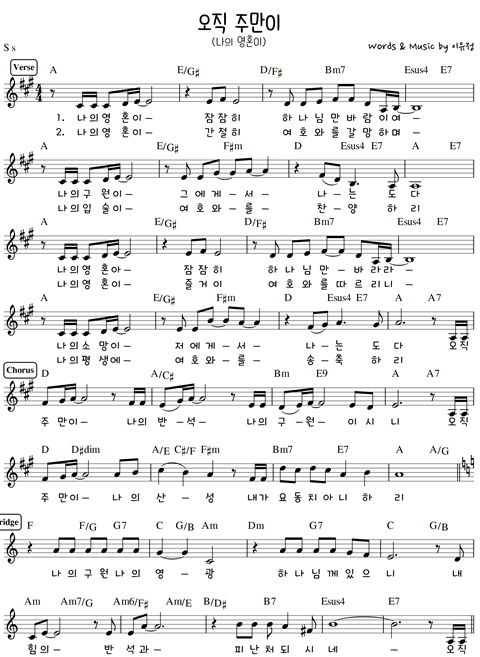 오직 주만이
(나의 영혼이)
S s
Words & Music by 이유정
Verse
A E/G# D/F# Bm7 Esus4 E7
4 4
1. 나의영 혼이– 잠잠히 하나님만바람이여–
2. 나의영 혼이– 간절히 여호와를갈망하며–
A E/G# F#m D Esus4 E7 A E7
나의구원이– 그에게–서– 나–는 도다
나의입술이– 여호와–를– 찬–양 하리
A E/G# D/F# Bm7 Esus4 E7
나의영혼아– 잠잠히 하나님만–바라라–
나의영혼이– 즐거이 여호와를따르리니–
A E/G# F#m D Esus4 E7 A A7
나의소망이– 저에게–서– 나–는 도다 오직
나의평생에– 여호와–를– 송–축 하리
Chorus
D A/C# Bm E9 A A7
주만이– 나의 반석– 나의구–원–이시니 오직
D D#dim A/E C#/F F#m Bm7 E7 A A/G
주만이– 나의 산–성 내가 요동치아니하리
ridge
F F/G G7 C G/B Am Dm G7 C G/B
나의구원나의영–광 하나님께있으니 내
Am Am7/G Am6/F# Am/E B/D# B7 Esus4 E7
힘의– 반석과– 피난처되시네– 오직